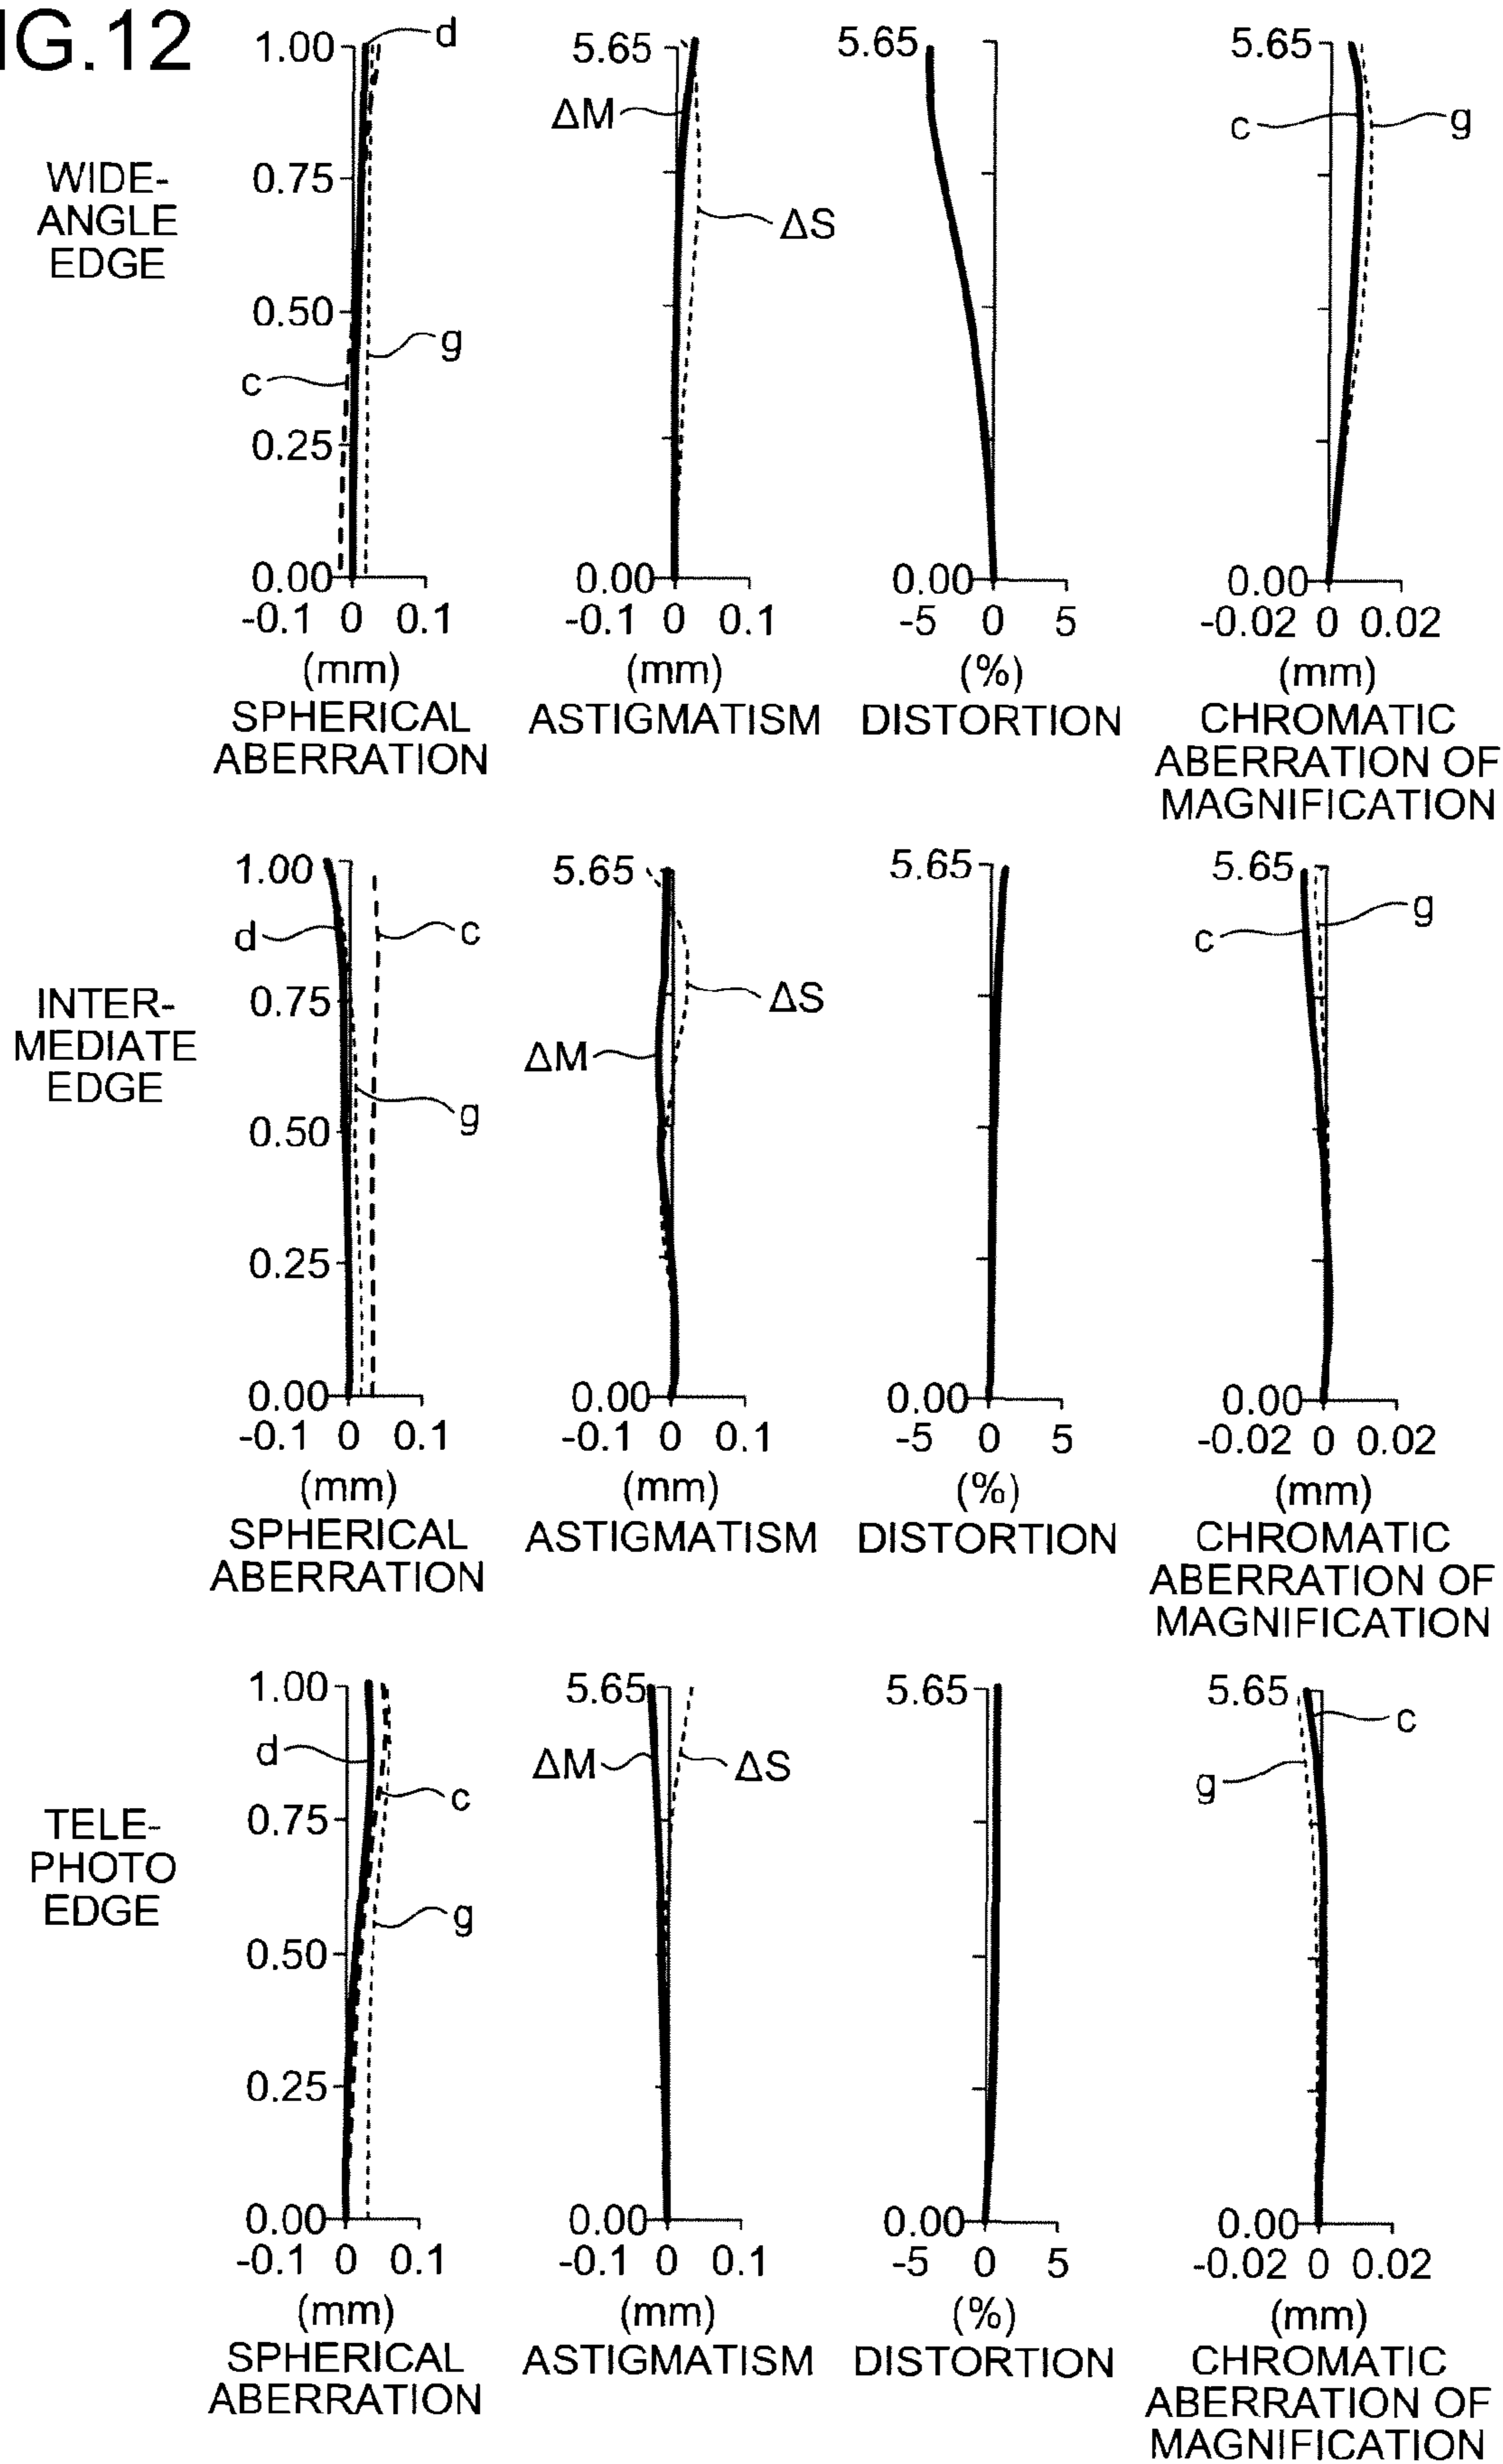 IG.12
WIDE-
ANGLE
EDGE
1.00
0.75
0.50
0.25
0.00
d
g
c
-0.1 0 0.1
(mm)
SPHERICAL
ABERRATION
5.65
ΔM
ΔS
0.00
-0.1 0 0.1
(mm)
ASTIGMATISM
5.65
0.00
-5 0 5
(%)
DISTORTION
5.65
c
g
0.00
-0.02 0 0.02
(mm)
CHROMATIC
ABERRATION OF
MAGNIFICATION
INTER-
MEDIATE
EDGE
1.00
0.75
0.50
0.25
0.00
d
c
g
-0.1 0 0.1
(mm)
SPHERICAL
ABERRATION
5.65
ΔS
ΔM
0.00
-0.1 0 0.1
(mm)
ASTIGMATISM
5.65
0.00
-5 0 5
(%)
DISTORTION
5.65
g
c
0.00
-0.02 0 0.02
(mm)
CHROMATIC
ABERRATION OF
MAGNIFICATION
TELE-
PHOTO
EDGE
1.00
0.75
0.50
0.25
0.00
d
c
g
-0.1 0 0.1
(mm)
SPHERICAL
ABERRATION
5.65
ΔM
ΔS
0.00
-0.1 0 0.1
(mm)
ASTIGMATISM
5.65
0.00
-5 0 5
(%)
DISTORTION
5.65
c
g
0.00
-0.02 0 0.02
(mm)
CHROMATIC
ABERRATION OF
MAGNIFICATION